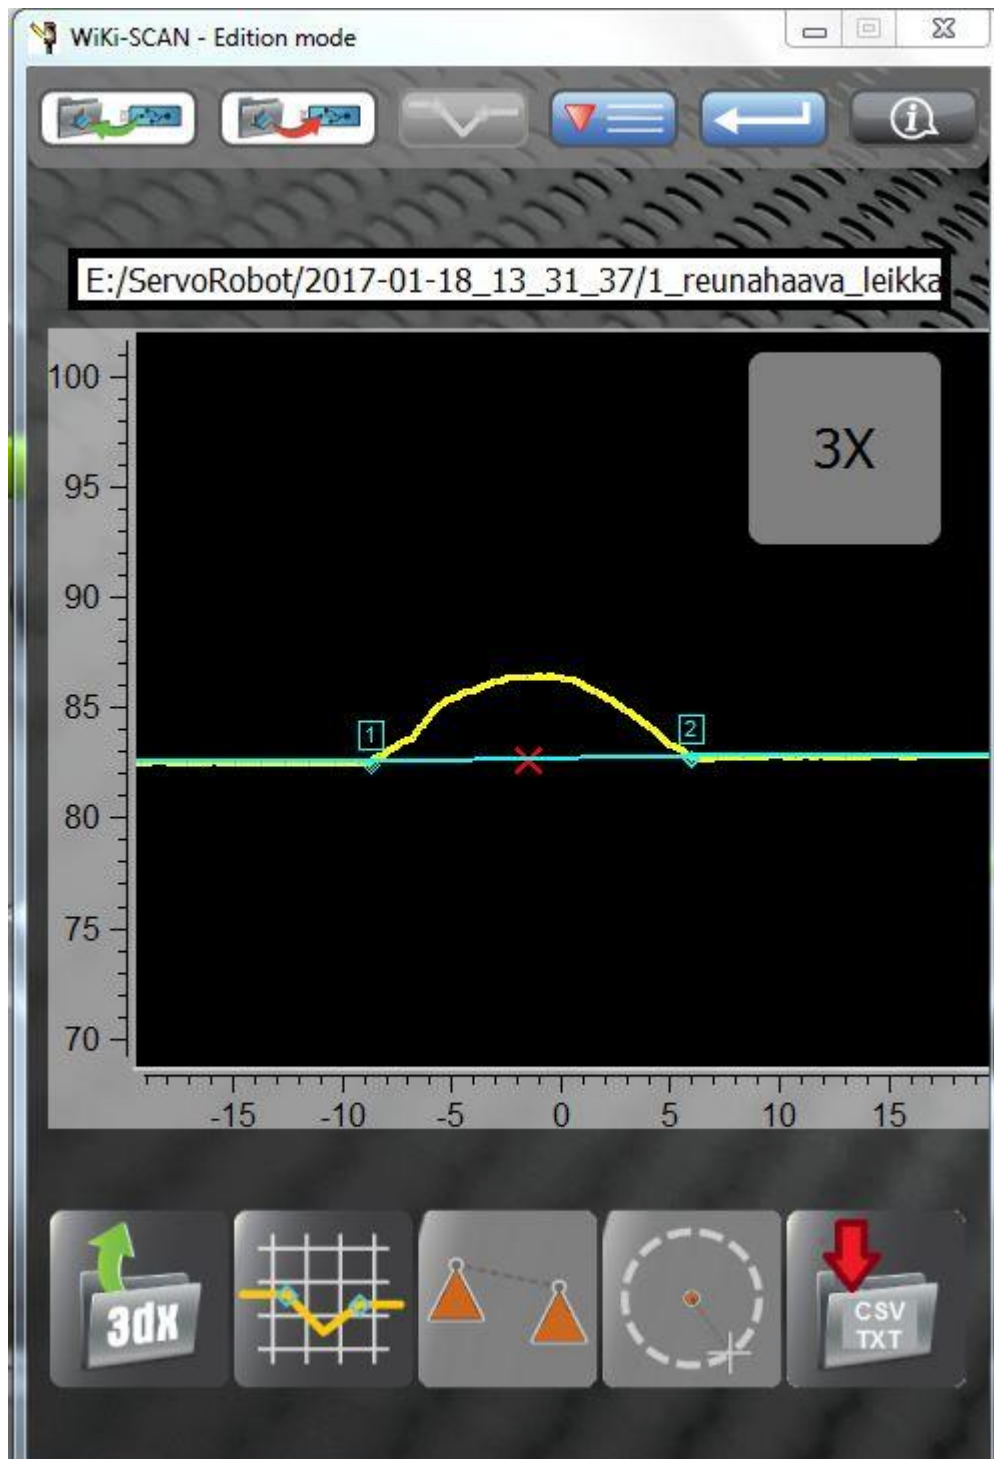 WiKi-SCAN - Edition mode
E:/ServoRobot/2017-01-18_13_31_37/1_reunahaava_leikka
3X
100
95
90
85
80
75
70
1
2
-15 -10 -5 0 5 10 15
3dx
CSV
TXT